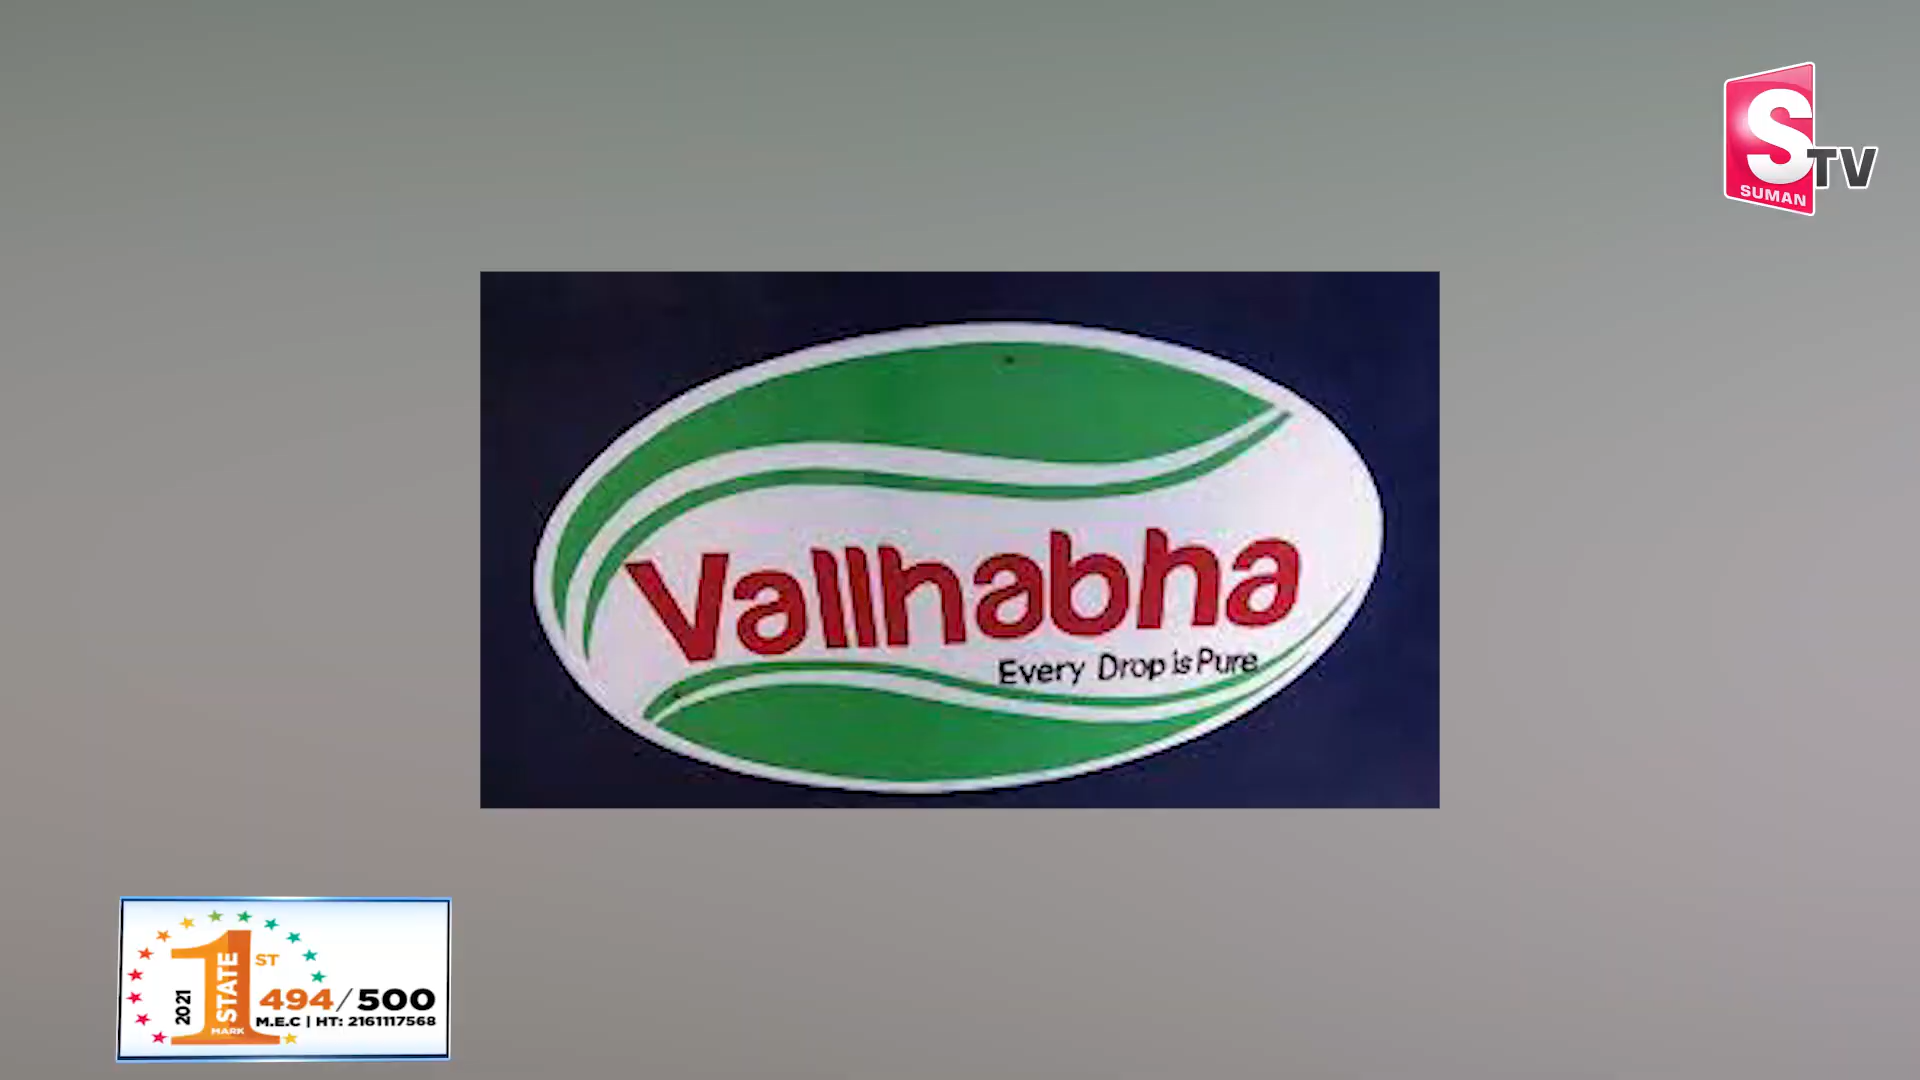 S
TV
SUMAN
Vallhabha
Every Drop is Pure
2021
1
ST
STATE
MARK
494/500
M.E.C | HT: 2161117568